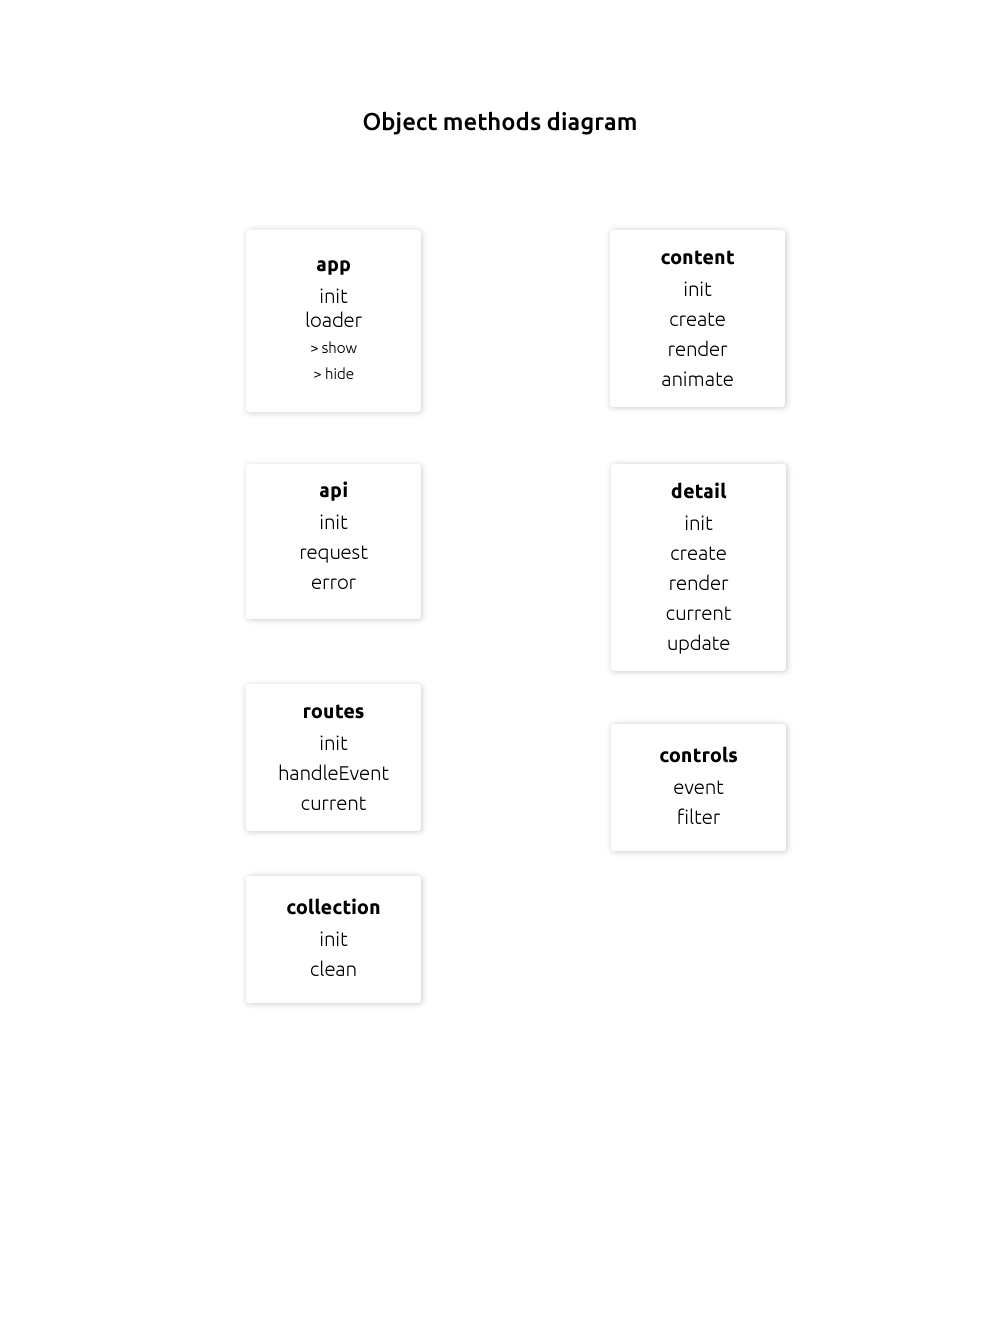 Object methods diagram
app
init
loader
> show
> hide
api
init
request
error
routes
init
handleEvent
current
collection
init
clean
content
init
create
render
animate
detail
init
create
render
current
update
controls
event
filter